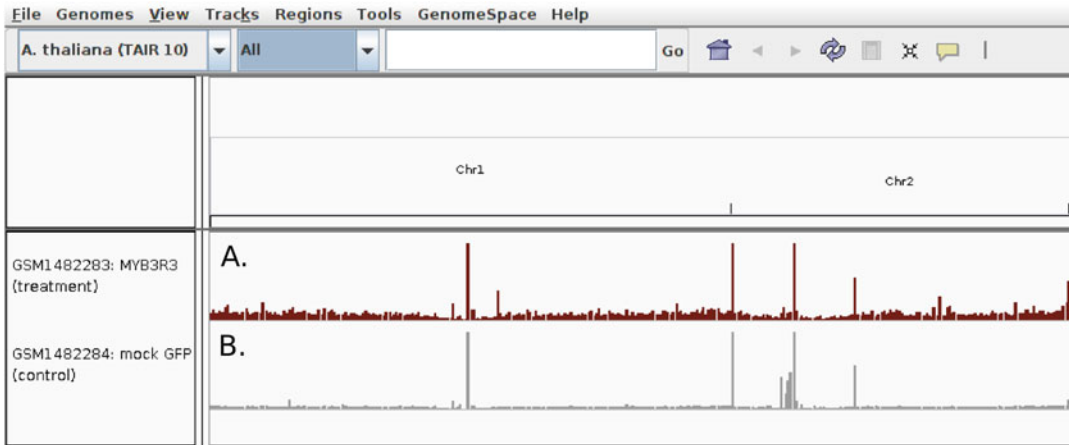 File Genomes View Tracks Regions Tools GenomeSpace Help
A. thaliana (TAIR 10) All Go
Chr1
Chr2
GSM1482283: MYB3R3
(treatment)
A.
GSM1482284: mock GFP
(control)
B.